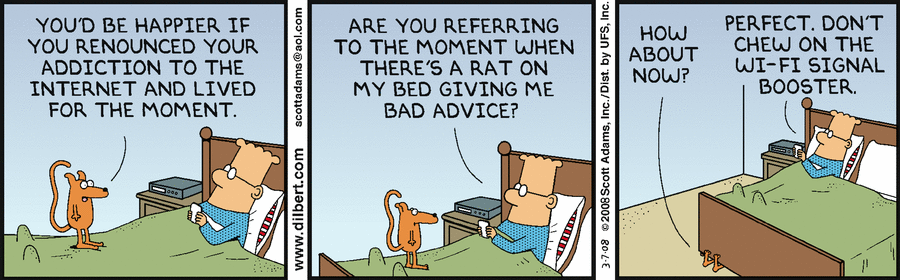 YOU'D BE HAPPIER IF
YOU RENOUNCED YOUR
ADDICTION TO THE
INTERNET AND LIVED
FOR THE MOMENT.
www.dilbert.com
scottadams@aol.com
ARE YOU REFERRING
TO THE MOMENT WHEN
THERE'S A RAT ON
MY BED GIVING ME
BAD ADVICE?
3-7-08 ©2008 Scott Adams, Inc./Dist. by UFS, Inc.
HOW
ABOUT
NOW?
PERFECT. DON'T
CHEW ON THE
WI-FI SIGNAL
BOOSTER.